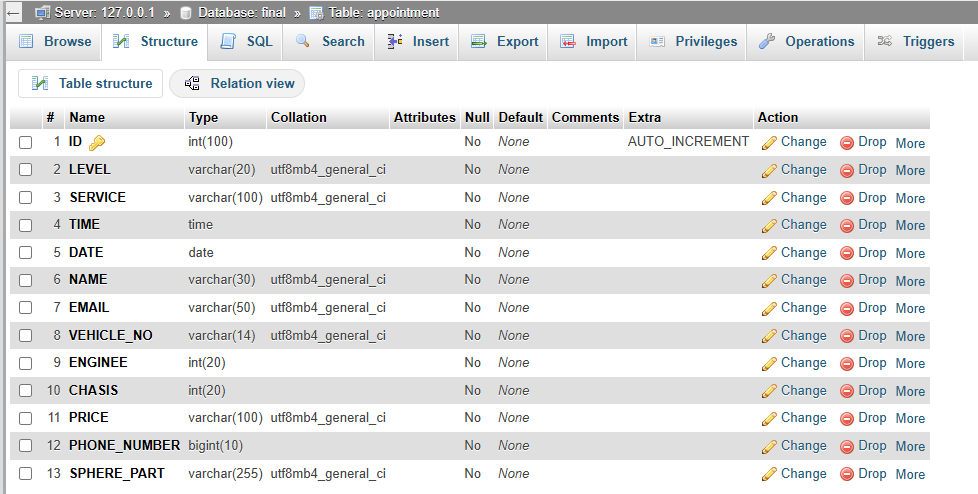 ← Server: 127.0.0.1 » Database: final » Table: appointment
Browse Structure SQL Search Insert Export Import Privileges Operations Triggers
Table structure Relation view
# Name Type Collation Attributes Null Default Comments Extra Action
1 ID int(100) No None AUTO_INCREMENT Change Drop More
2 LEVEL varchar(20) utf8mb4_general_ci No None Change Drop More
3 SERVICE varchar(100) utf8mb4_general_ci No None Change Drop More
4 TIME time No None Change Drop More
5 DATE date No None Change Drop More
6 NAME varchar(30) utf8mb4_general_ci No None Change Drop More
7 EMAIL varchar(50) utf8mb4_general_ci No None Change Drop More
8 VEHICLE_NO varchar(14) utf8mb4_general_ci No None Change Drop More
9 ENGINEE int(20) No None Change Drop More
10 CHASIS int(20) No None Change Drop More
11 PRICE varchar(100) utf8mb4_general_ci No None Change Drop More
12 PHONE_NUMBER bigint(10) No None Change Drop More
13 SPHERE_PART varchar(255) utf8mb4_general_ci No None Change Drop More